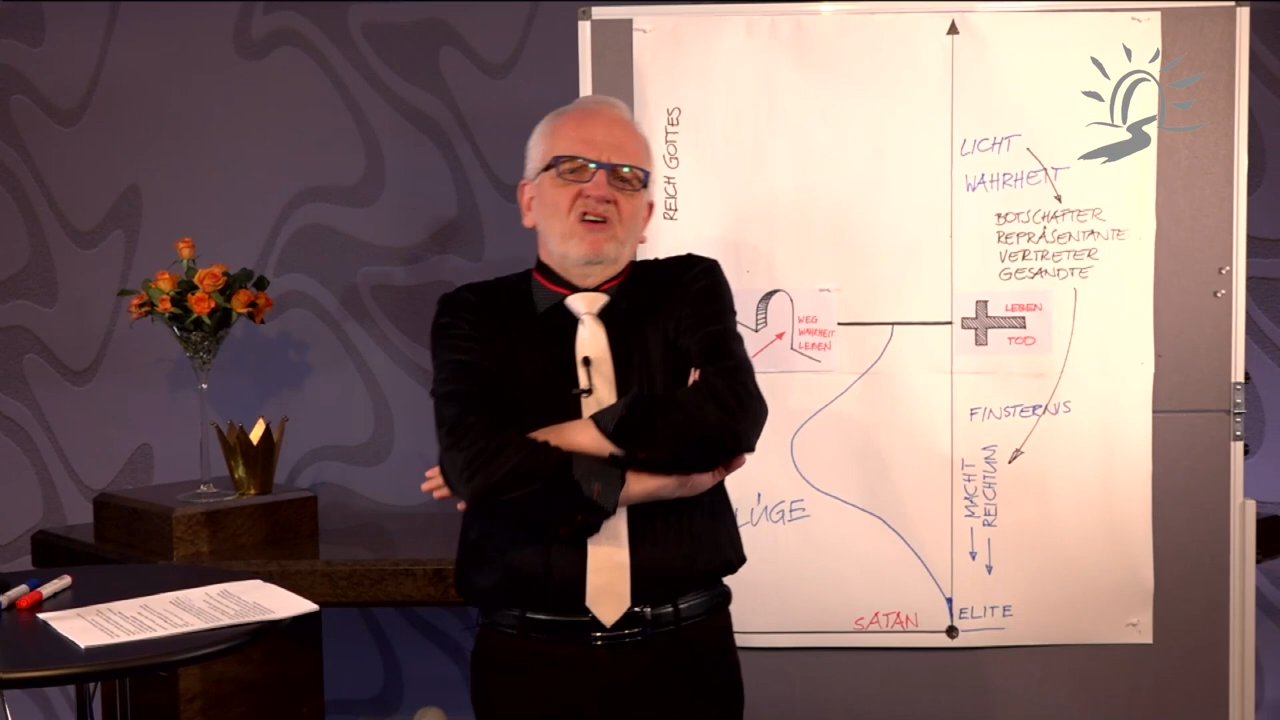 REICH GOTTES
LICHT
WAHRHEIT
BOTSCHAFTER
REPRÄSENTANTE
VERTRETER
GESANDTE
WEG
WAHRHEIT
LEBEN
LEBEN
TOD
FINSTERNIS
MACHT
REICHTUM
LÜGE
SATAN
ELITE